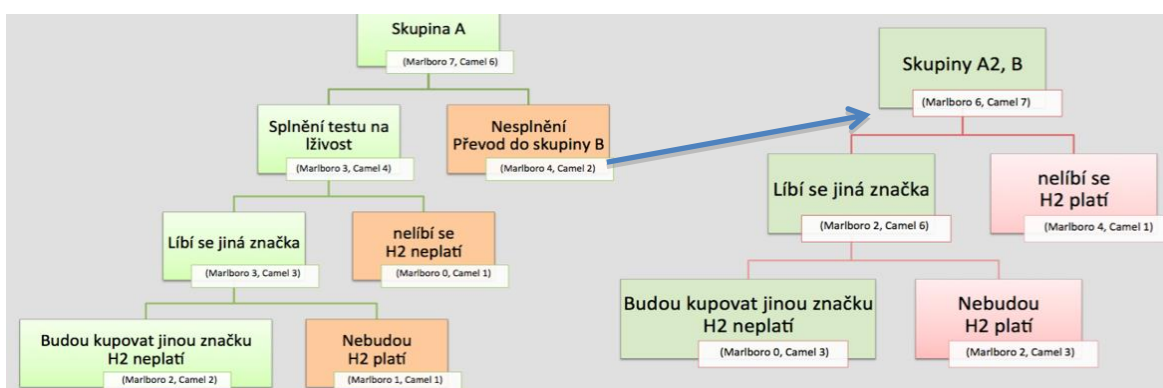 Skupina A
(Marlboro 7, Camel 6)
Splnění testu na
lživost
(Marlboro 3, Camel 4)
Nesplnění
Převod do skupiny B
(Marlboro 4, Camel 2)
Líbí se jiná značka
(Marlboro 3, Camel 3)
nelíbí se
H2 neplatí
(Marlboro 0, Camel 1)
Budou kupovat jinou značku
H2 neplatí
(Marlboro 2, Camel 2)
Nebudou
H2 platí
(Marlboro 1, Camel 1)
Skupiny A2, B
(Marlboro 6, Camel 7)
Líbí se jiná značka
(Marlboro 2, Camel 6)
nelíbí se
H2 platí
(Marlboro 4, Camel 1)
Budou kupovat jinou značku
H2 neplatí
(Marlboro 0, Camel 3)
Nebudou
H2 platí
(Marlboro 2, Camel 3)